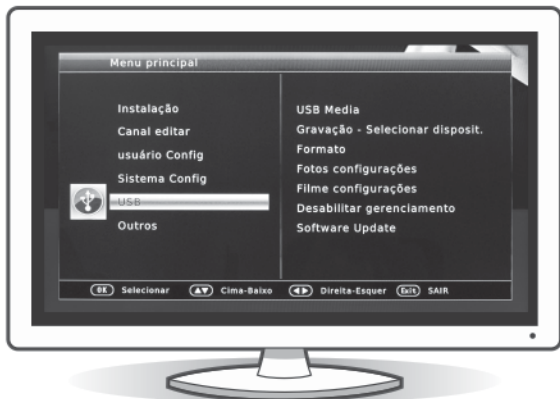 Menu principal
Instalação
Canal editar
usuário Config
Sistema Config
USB
Outros
USB Media
Gravação - Selecionar disposit.
Formato
Fotos configurações
Filme configurações
Desabilitar gerenciamento
Software Update
OK Selecionar ▲▼ Cima-Baixo ◀▶ Direita-Esquer Exit SAIR